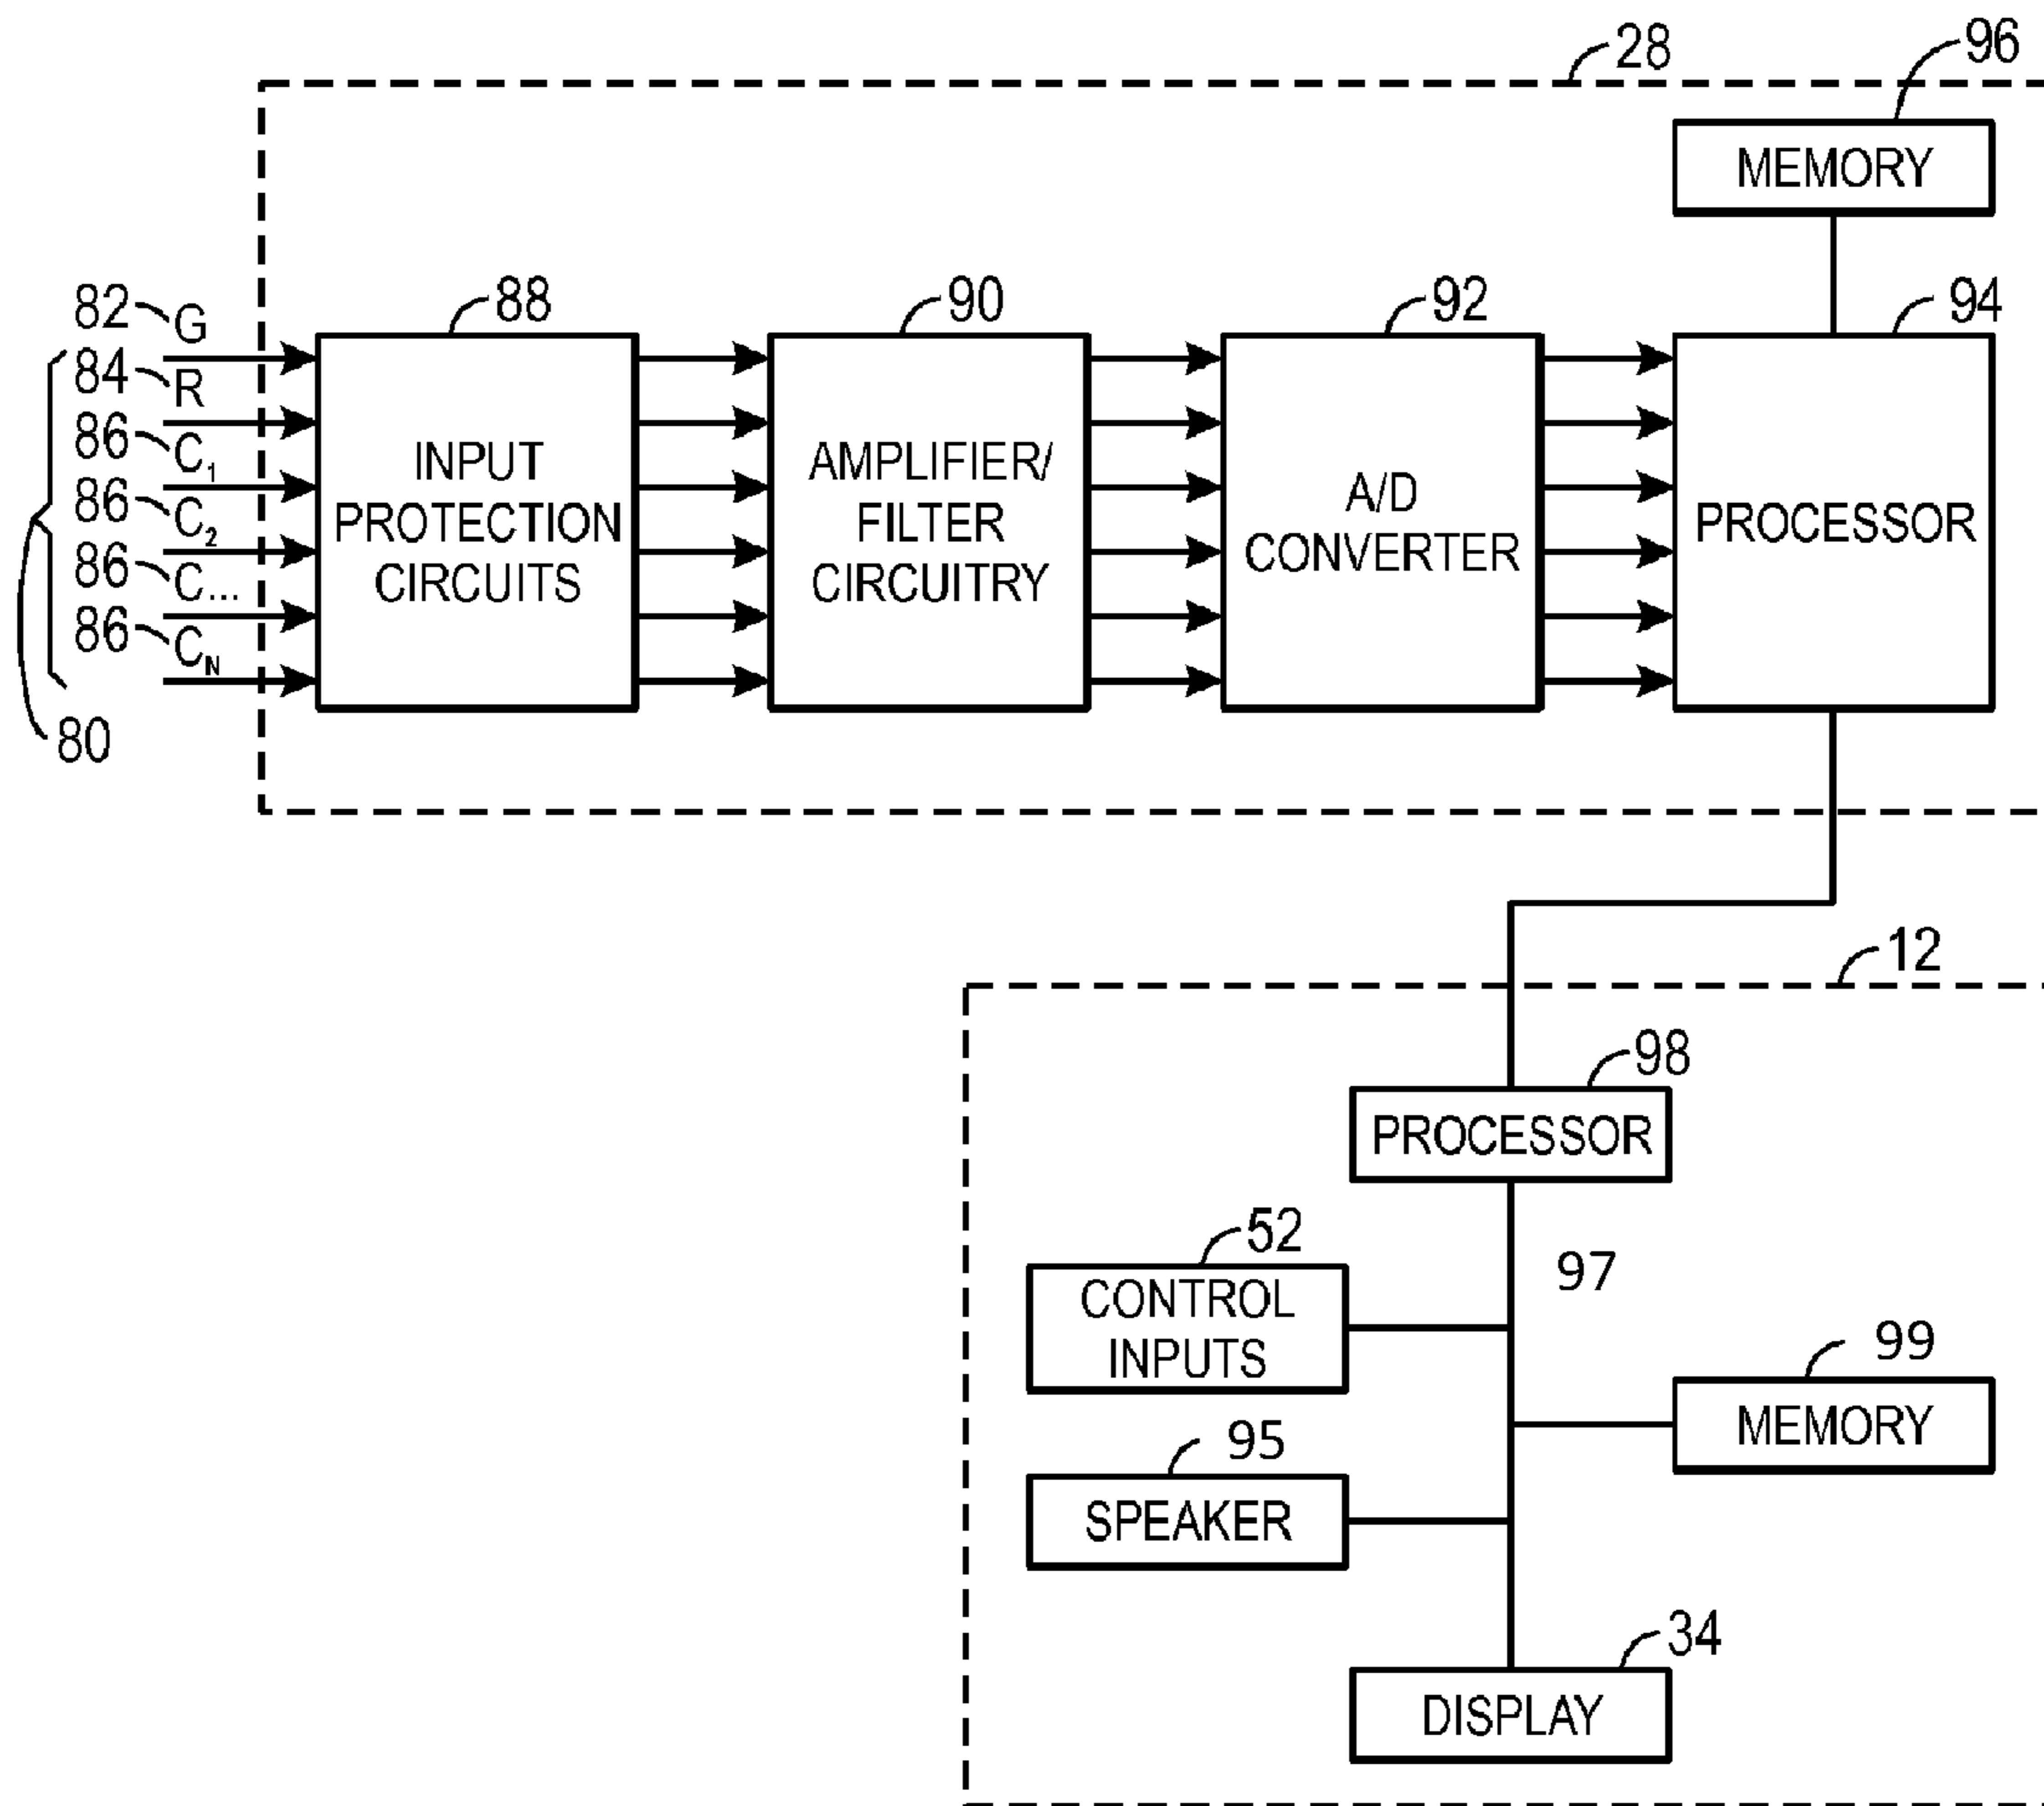 28
96
MEMORY
82 G
88
90
92
94
84 R
86 C1
86 C2
86 C...
86 CN
80
INPUT
PROTECTION
CIRCUITS
AMPLIFIER/
FILTER
CIRCUITRY
A/D
CONVERTER
PROCESSOR
12
98
PROCESSOR
52
CONTROL
INPUTS
97
99
MEMORY
95
SPEAKER
34
DISPLAY